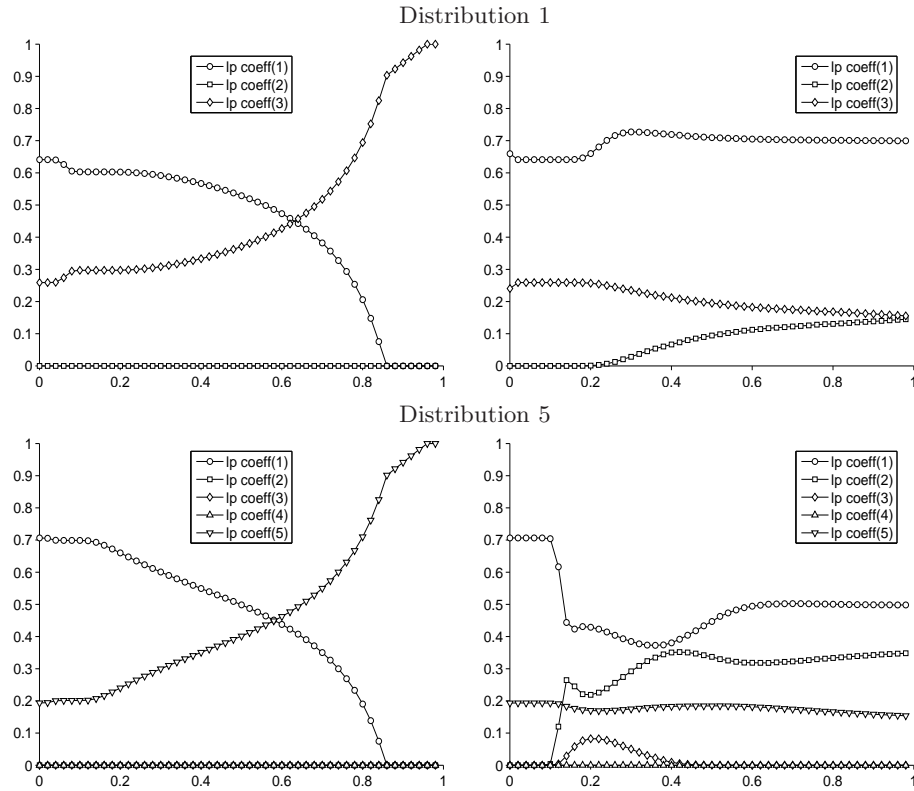 Distribution 1
1
0.9
0.8
0.7
0.6
0.5
0.4
0.3
0.2
0.1
0
0 0.2 0.4 0.6 0.8 1
lp coeff(1)
lp coeff(2)
lp coeff(3)
1
0.9
0.8
0.7
0.6
0.5
0.4
0.3
0.2
0.1
0
0 0.2 0.4 0.6 0.8 1
lp coeff(1)
lp coeff(2)
lp coeff(3)
Distribution 5
1
0.9
0.8
0.7
0.6
0.5
0.4
0.3
0.2
0.1
0
0 0.2 0.4 0.6 0.8 1
lp coeff(1)
lp coeff(2)
lp coeff(3)
lp coeff(4)
lp coeff(5)
1
0.9
0.8
0.7
0.6
0.5
0.4
0.3
0.2
0.1
0
0 0.2 0.4 0.6 0.8 1
lp coeff(1)
lp coeff(2)
lp coeff(3)
lp coeff(4)
lp coeff(5)